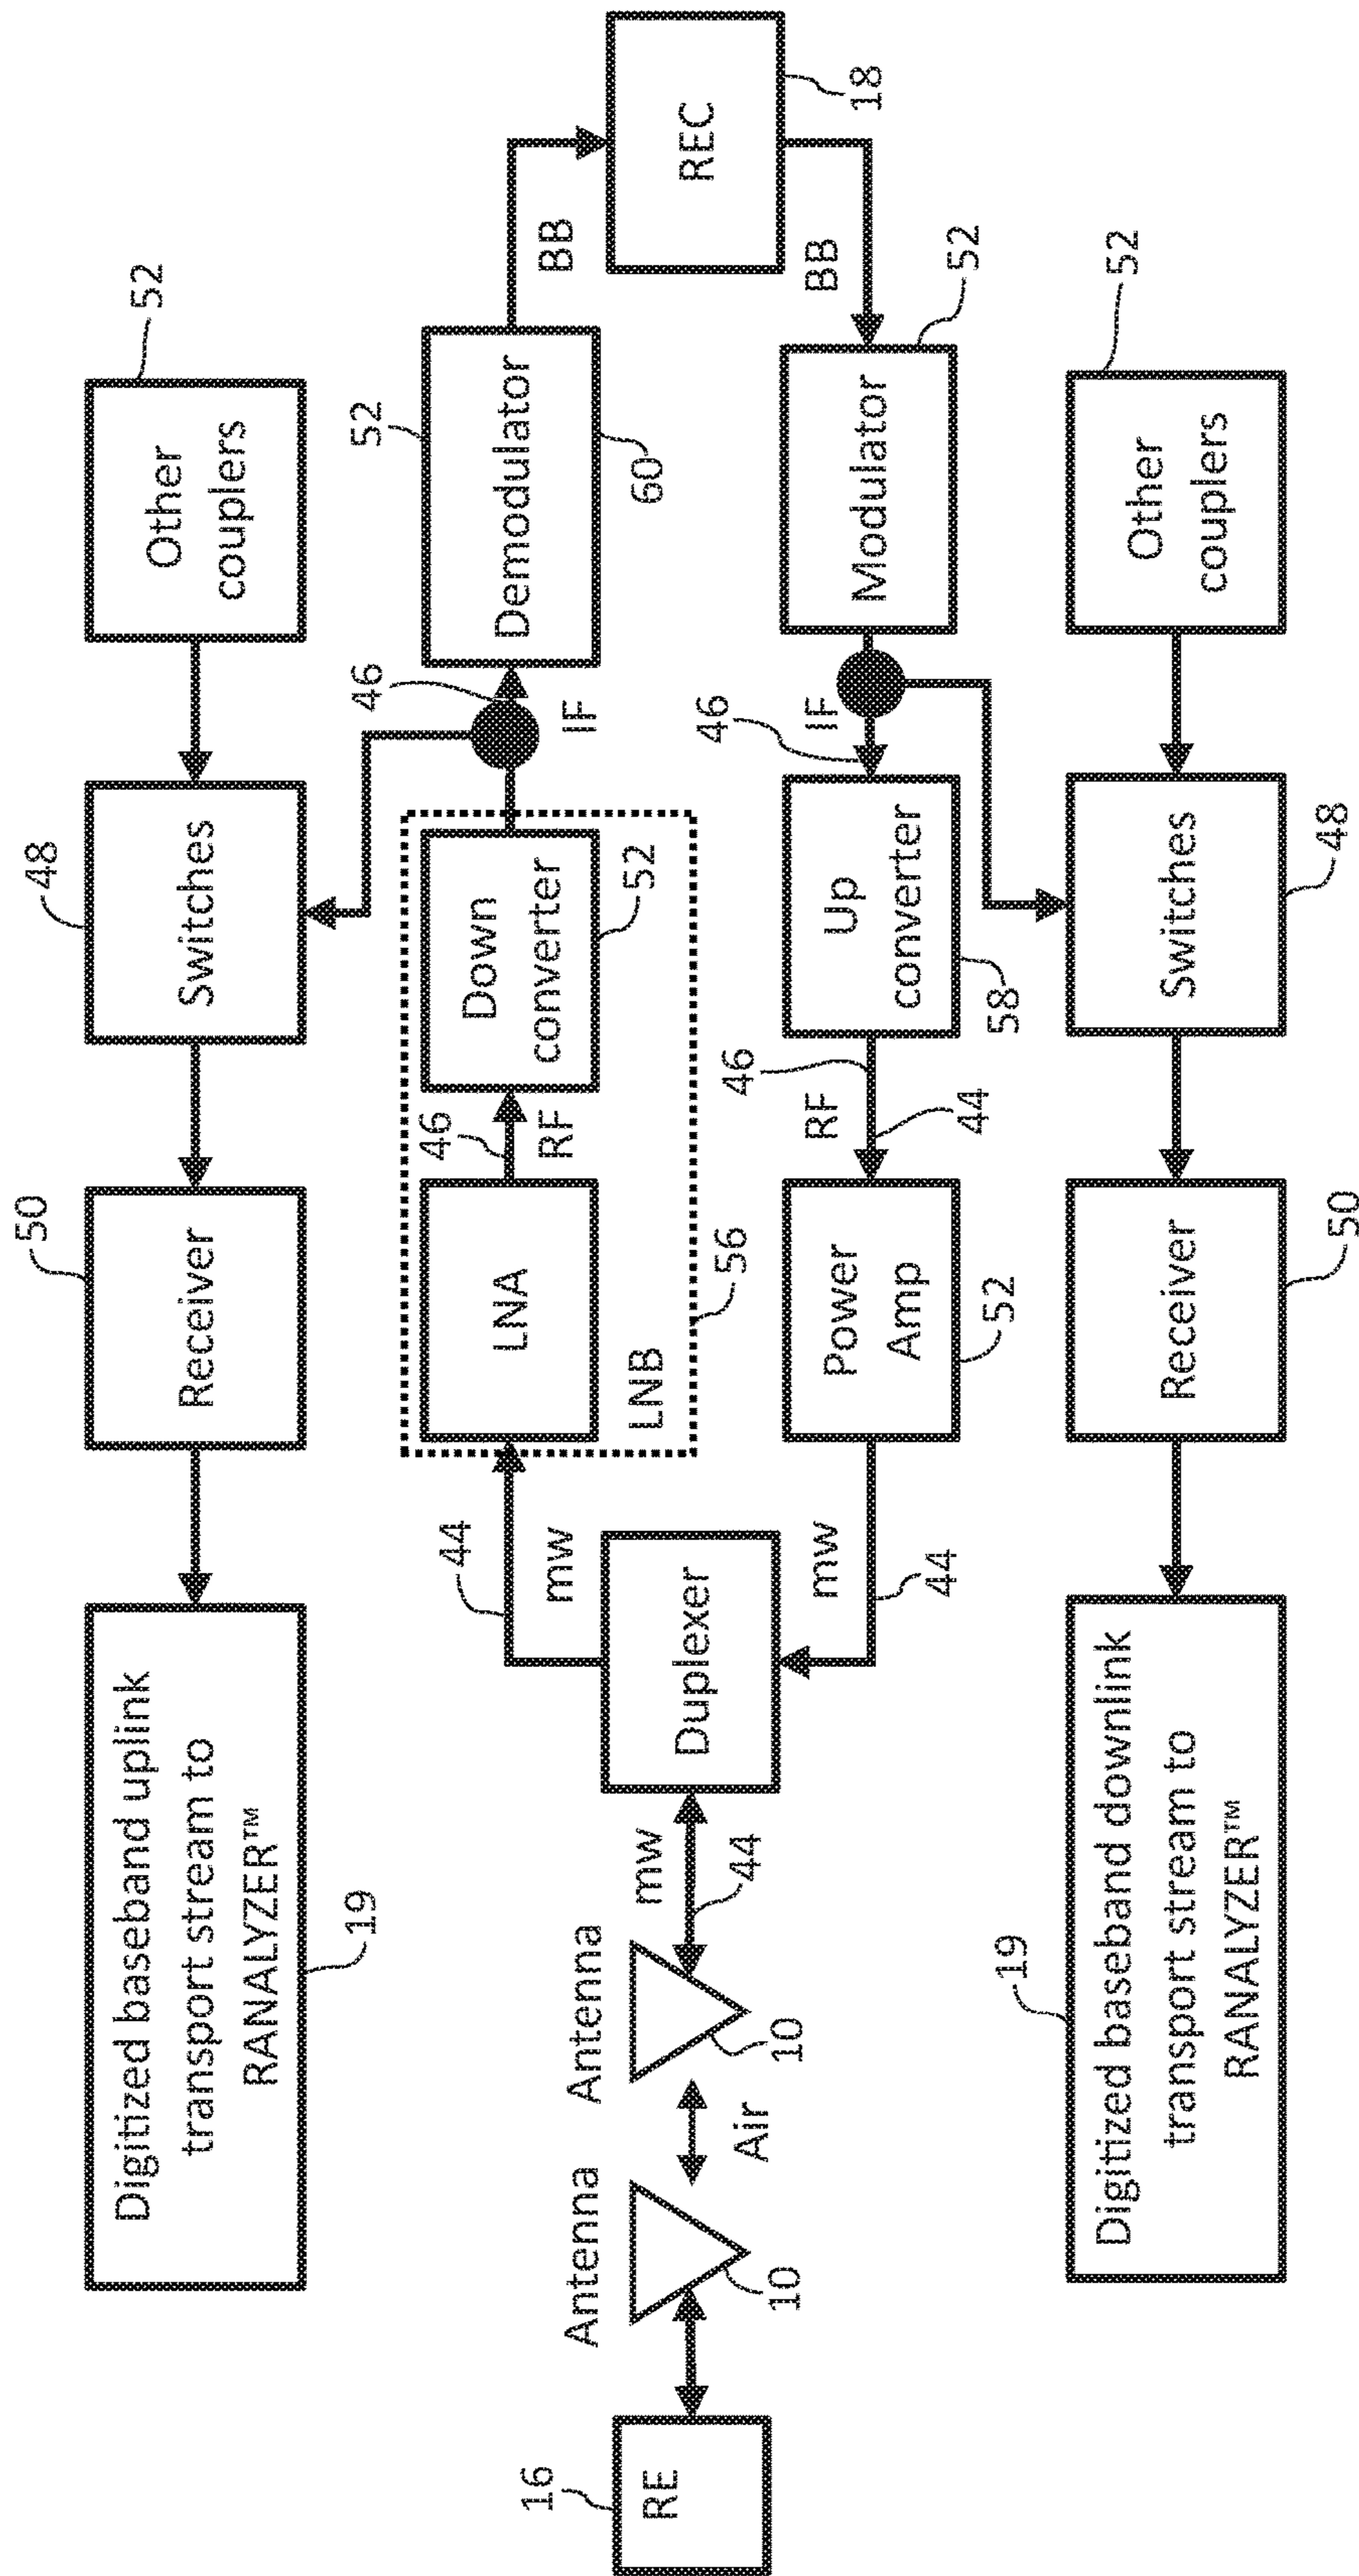 Digitized baseband uplink
transport stream to
RANALYZER™
19
50
Receiver
48
Switches
52
Other
couplers
16
RE
Antenna
10
Air
Antenna
10
mw
44
Duplexer
44
mw
LNA
46
RF
Down
converter
52
LNB
56
46
IF
52
Demodulator
60
BB
REC
18
BB
mw
44
Power
Amp
52
RF
46
44
Up
converter
58
46
IF
Modulator
52
19
Digitized baseband downlink
transport stream to
RANALYZER™
Receiver
50
Switches
48
Other
couplers
52